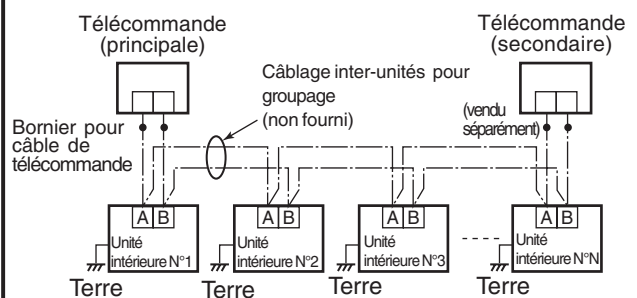 Télécommande
(principale)
Télécommande
(secondaire)
Câblage inter-unités pour
groupage
(non fourni)
(vendu
séparément)
Bornier pour
câble de
télécommande
A B
A B
A B
A B
Unité
intérieure N°1
Unité
intérieure N°2
Unité
intérieure N°3
Unité
intérieure N°N
Terre
Terre
Terre
Terre